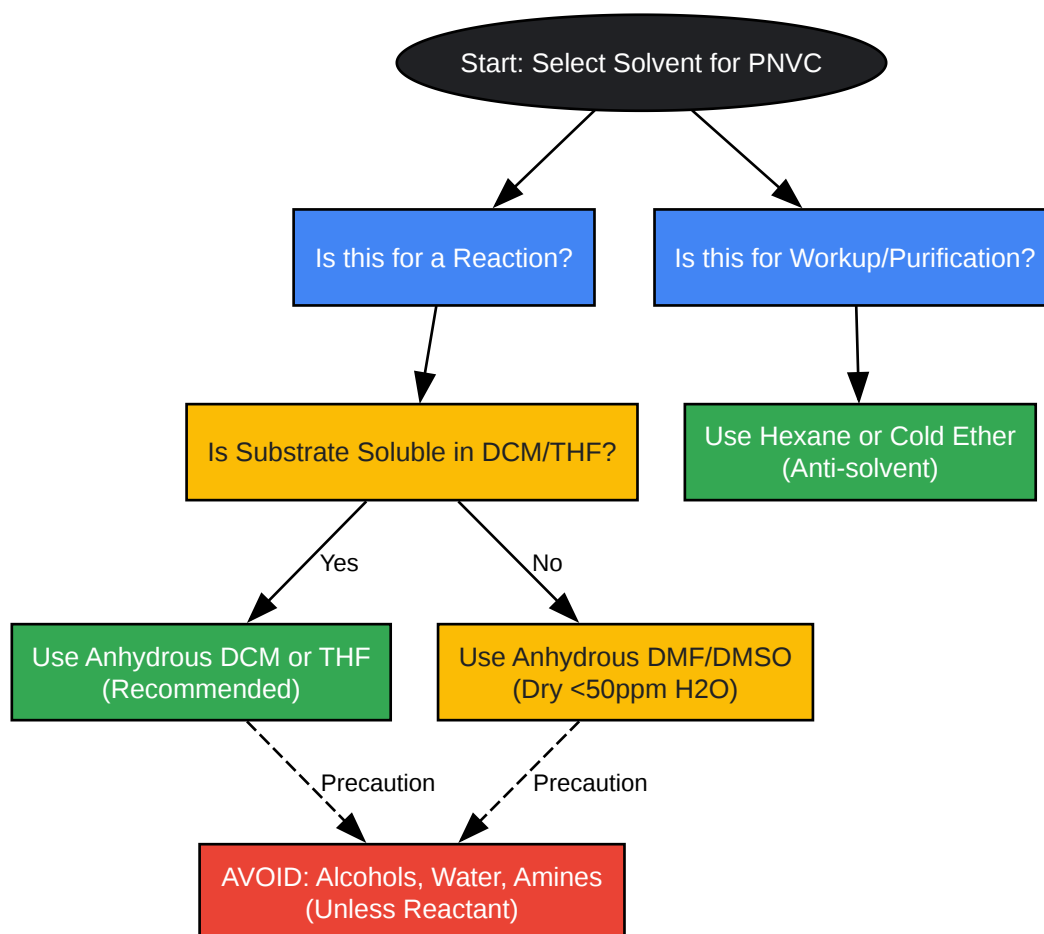 Start: Select Solvent for PNVC
Is this for a Reaction?
Is this for Workup/Purification?
Is Substrate Soluble in DCM/THF?
Use Hexane or Cold Ether
(Anti-solvent)
Yes
No
Use Anhydrous DCM or THF
(Recommended)
Use Anhydrous DMF/DMSO
(Dry <50ppm H2O)
Precaution
Precaution
AVOID: Alcohols, Water, Amines
(Unless Reactant)